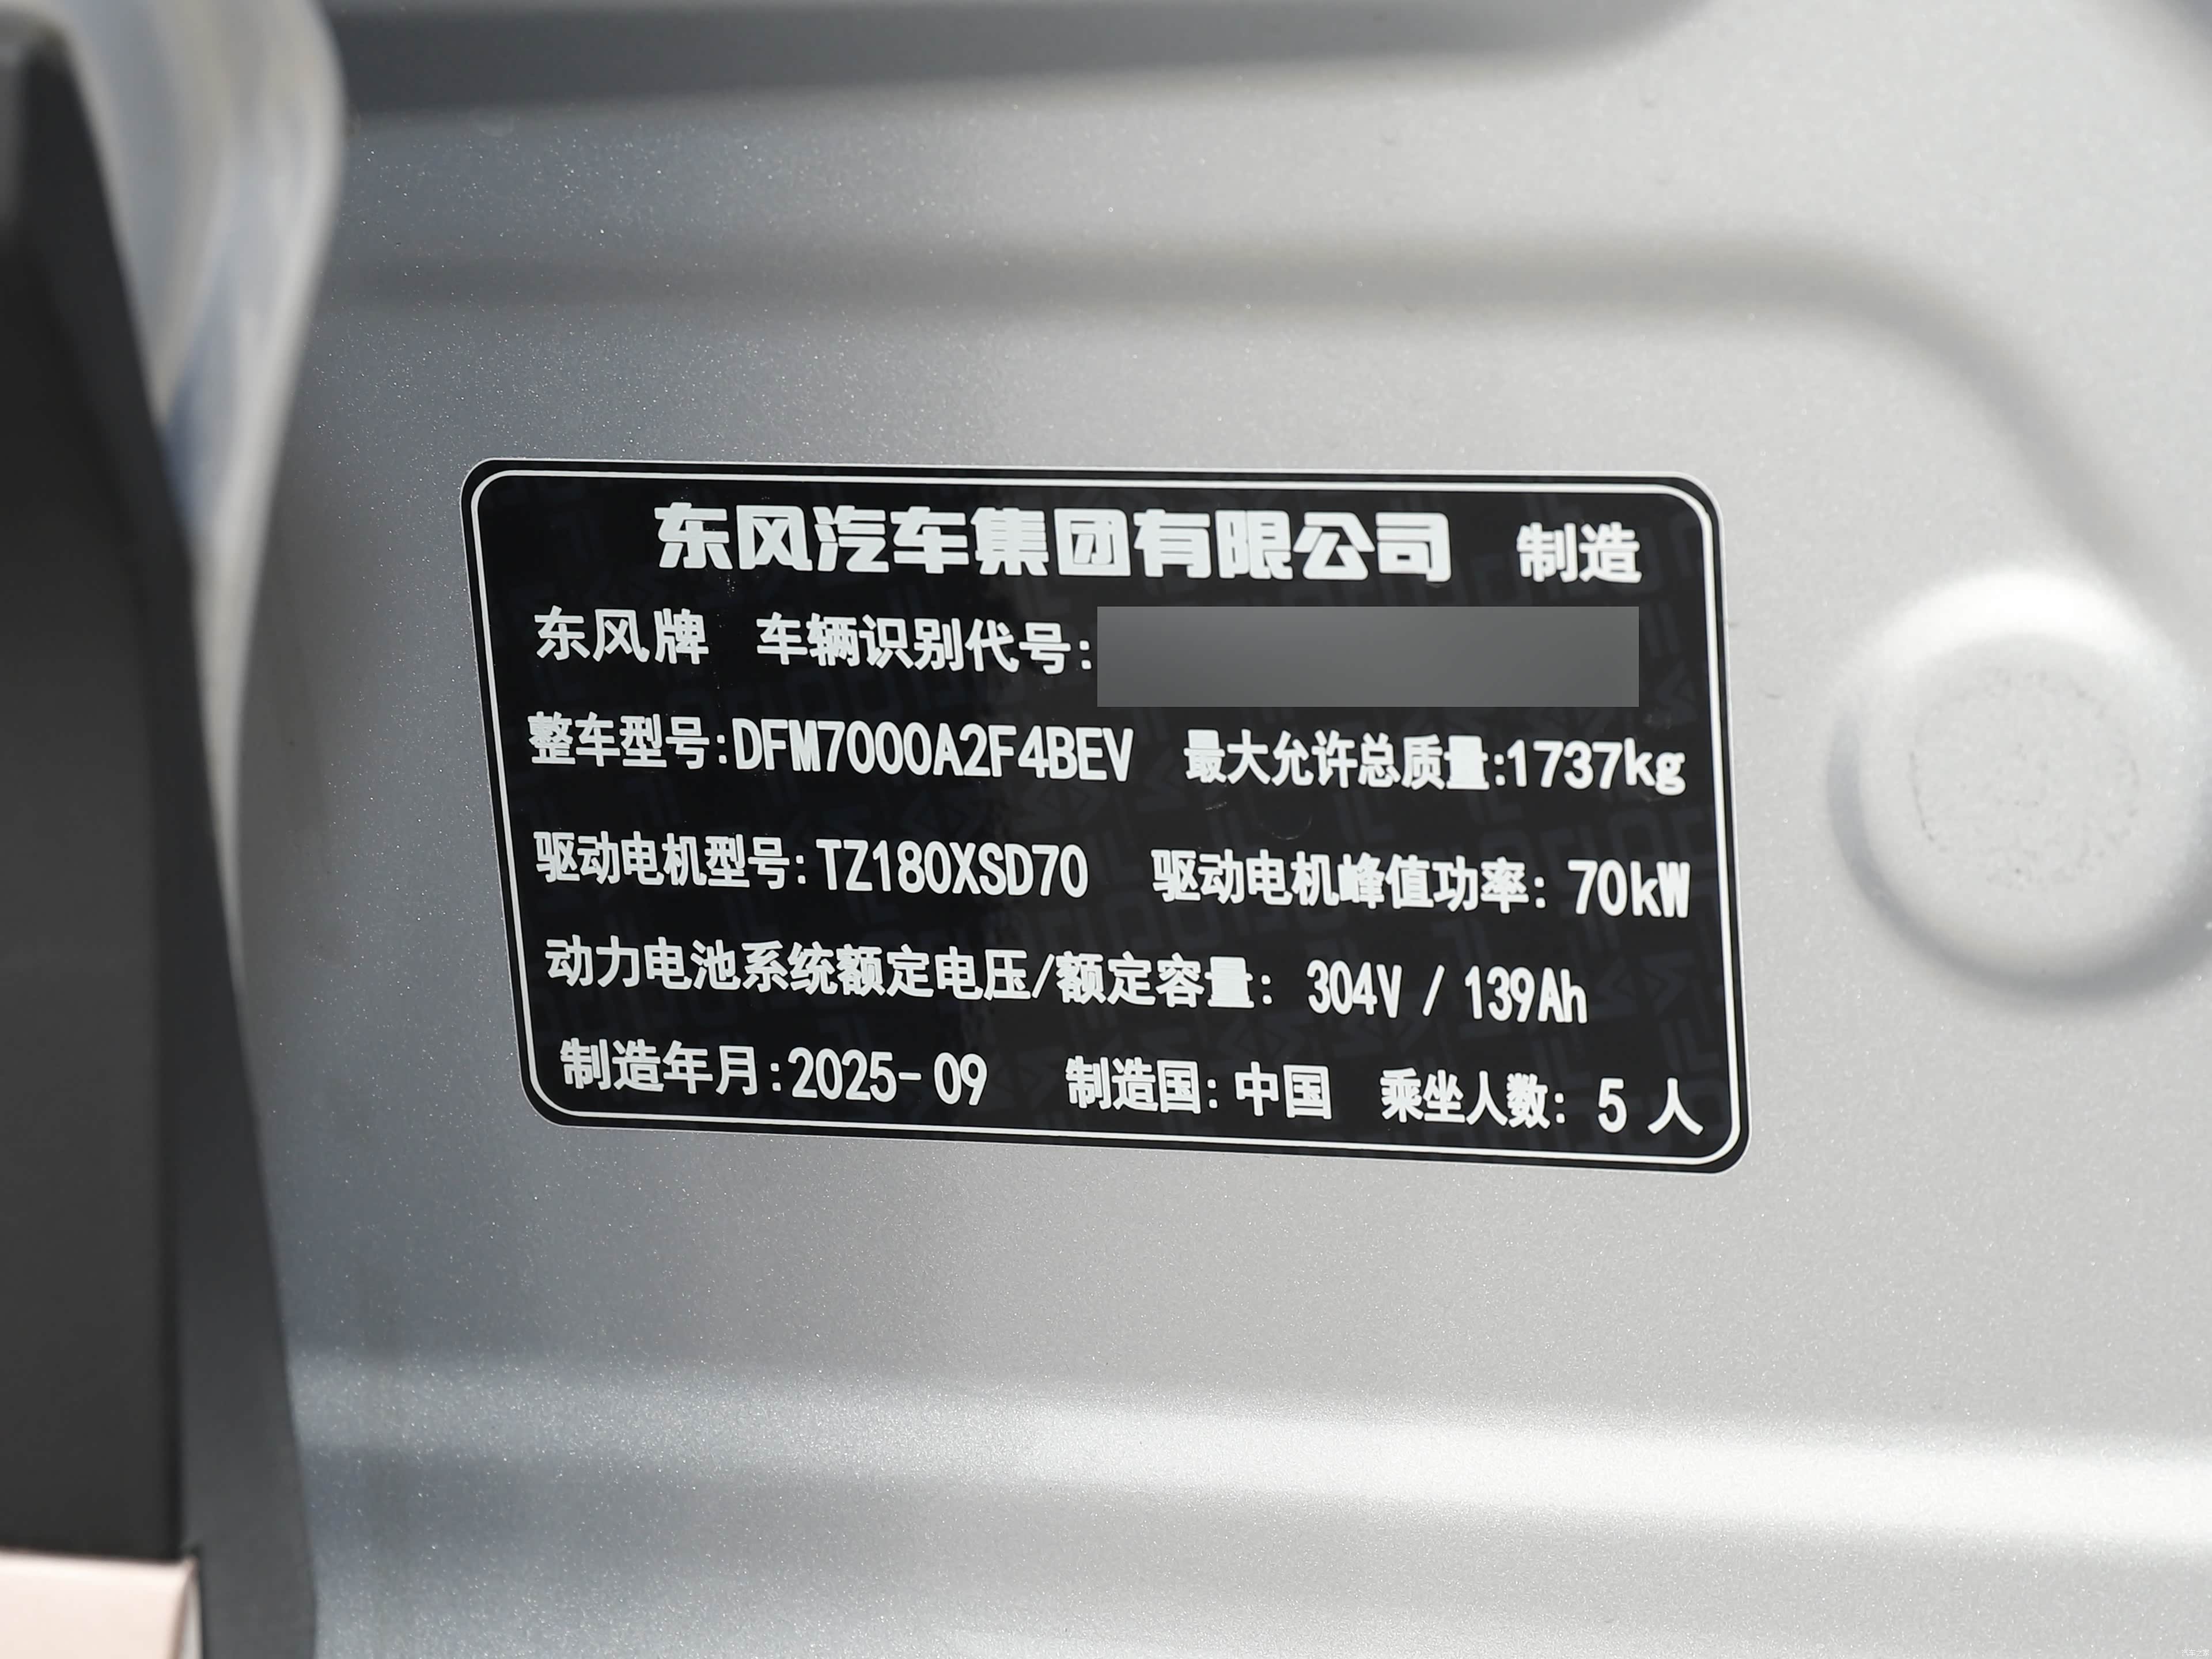 东风汽车集团有限公司 制造
东风牌 车辆识别代号:
整车型号:DFM7000A2F4BEV 最大允许总质量:1737kg
驱动电机型号:TZ180XSD70 驱动电机峰值功率: 70kW
动力电池系统额定电压/额定容量: 304V / 139Ah
制造年月:2025-09 制造国:中国 乘坐人数: 5 人